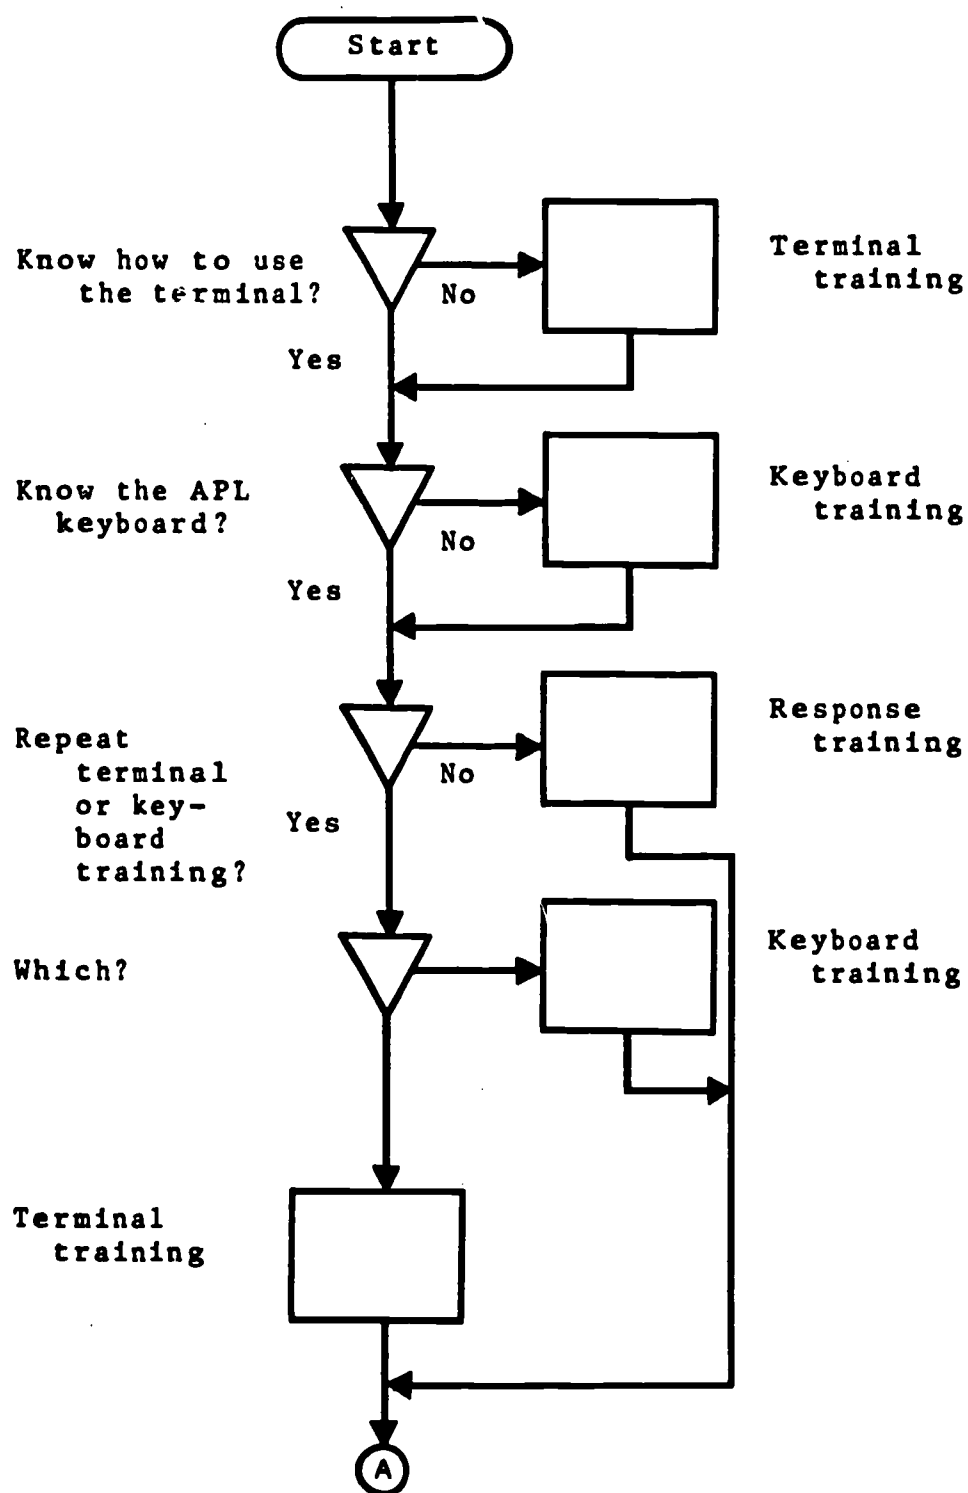 Start
Know how to use
the terminal?
No
Terminal
training
Yes
Know the APL
keyboard?
No
Keyboard
training
Yes
Repeat
terminal
or key-
board
training?
No
Response
training
Yes
Which?
Keyboard
training
Terminal
training
A